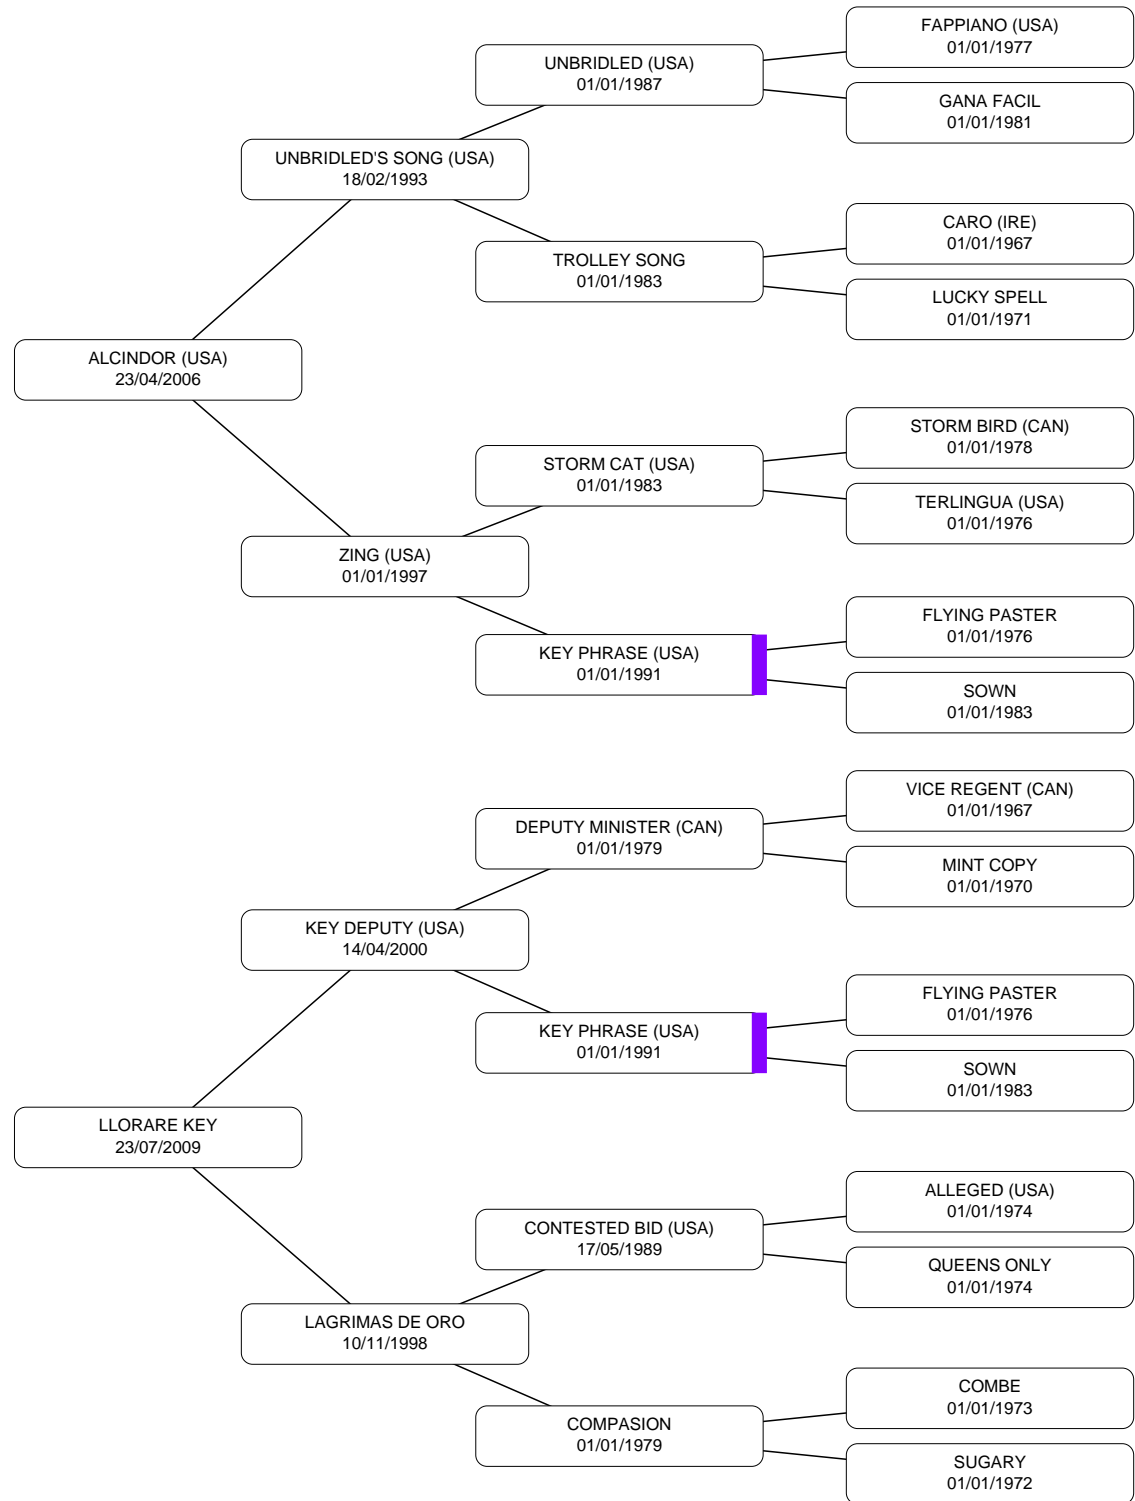 FAPPIANO (USA)
01/01/1977
UNBRIDLED (USA)
01/01/1987
GANA FACIL
01/01/1981
UNBRIDLED'S SONG (USA)
18/02/1993
CARO (IRE)
01/01/1967
TROLLEY SONG
01/01/1983
LUCKY SPELL
01/01/1971
ALCINDOR (USA)
23/04/2006
STORM BIRD (CAN)
01/01/1978
STORM CAT (USA)
01/01/1983
TERLINGUA (USA)
01/01/1976
ZING (USA)
01/01/1997
FLYING PASTER
01/01/1976
KEY PHRASE (USA)
01/01/1991
SOWN
01/01/1983
VICE REGENT (CAN)
01/01/1967
DEPUTY MINISTER (CAN)
01/01/1979
MINT COPY
01/01/1970
KEY DEPUTY (USA)
14/04/2000
FLYING PASTER
01/01/1976
KEY PHRASE (USA)
01/01/1991
SOWN
01/01/1983
LLORARE KEY
23/07/2009
ALLEGED (USA)
01/01/1974
CONTESTED BID (USA)
17/05/1989
QUEENS ONLY
01/01/1974
LAGRIMAS DE ORO
10/11/1998
COMBE
01/01/1973
COMPASION
01/01/1979
SUGARY
01/01/1972